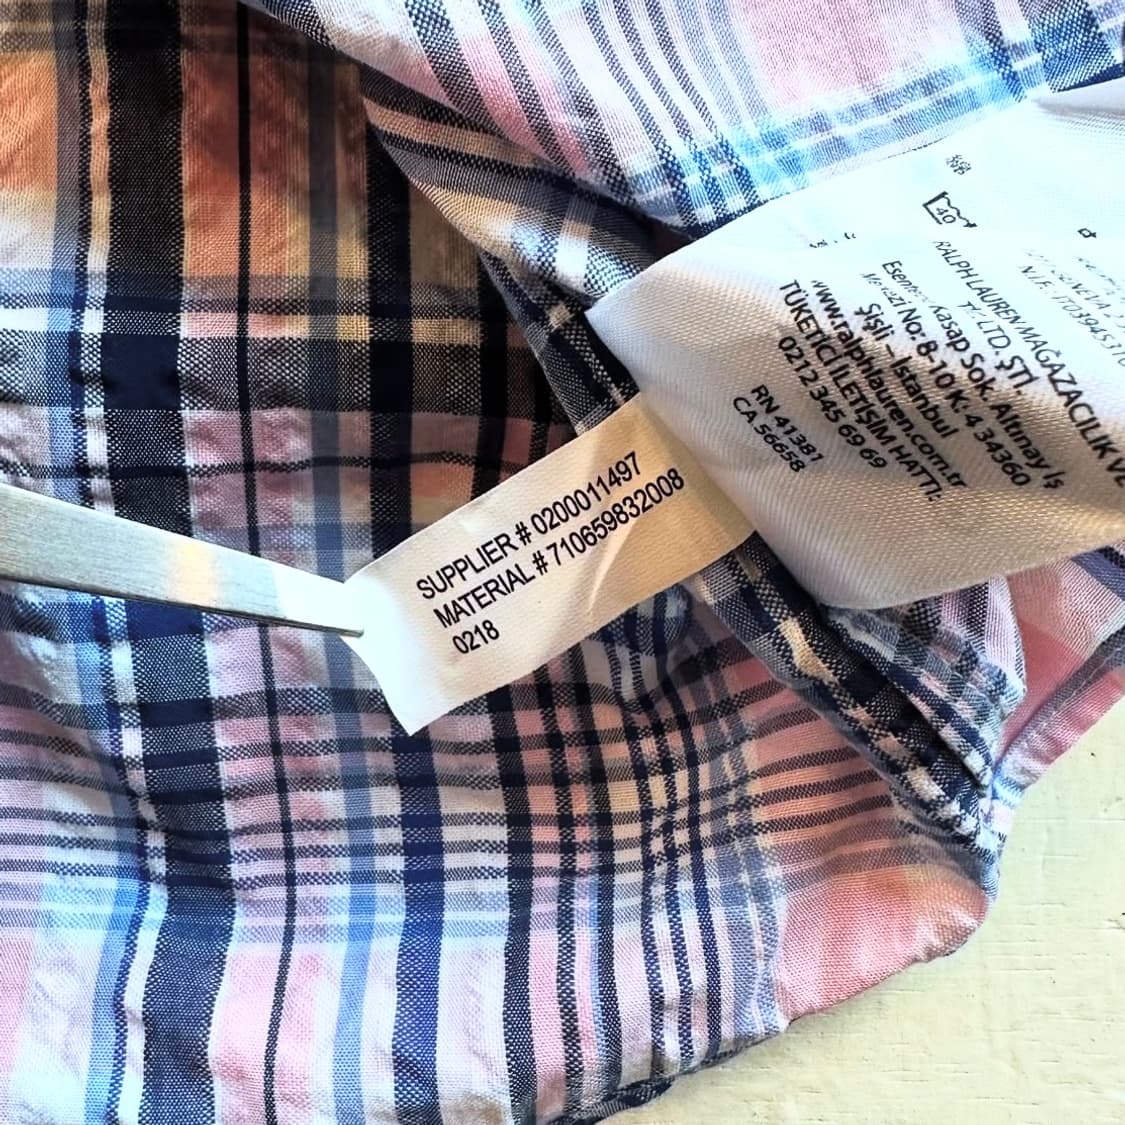 SUPPLIER # 0200011497
MATERIAL # 710659832008
0218
40
RALPH LAUREN MAĞAZACILIK VE
TİC LTD. ŞTİ.
Kasap Sok. Altınay İş
No: 8-10 K: 4 34360
Şişli - İstanbul
www.ralphlauren.com.tr
TÜKETİCİ İLETİŞİM HATTI:
0212 345 69 69
RN 41381
CA 56658